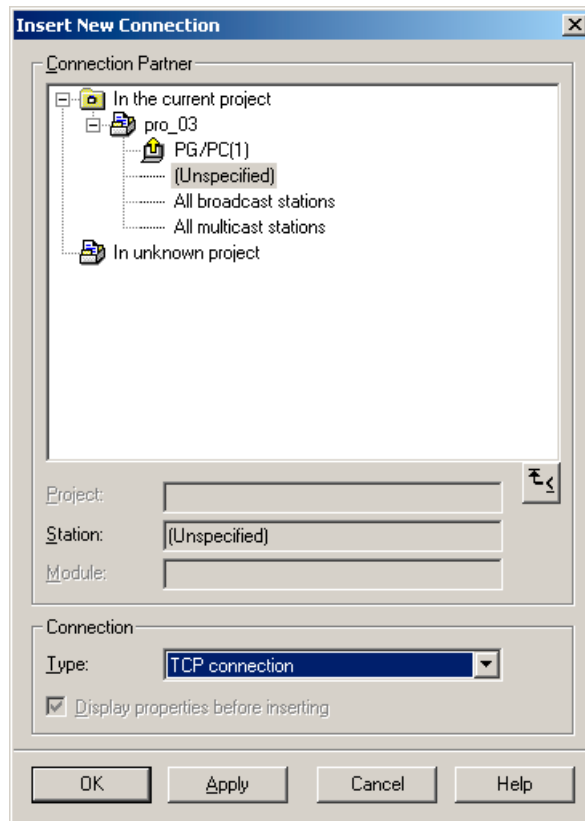 Insert New Connection
Connection Partner
In the current project
pro_03
PG/PC(1)
(Unspecified)
All broadcast stations
All multicast stations
In unknown project
Project:
Station: (Unspecified)
Module:
Connection
Type: TCP connection
Display properties before inserting
OK Apply Cancel Help